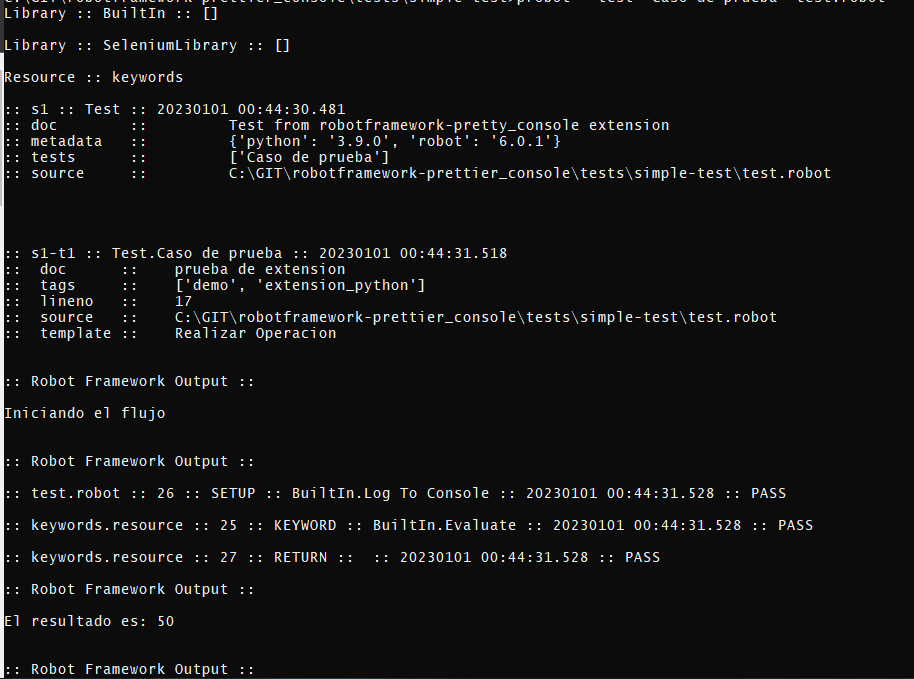 Library :: BuiltIn :: []
Library :: SeleniumLibrary :: []
Resource :: keywords
:: s1 :: Test :: 20230101 00:44:30.481
:: doc :: Test from robotframework-pretty_console extension
:: metadata :: {'python': '3.9.0', 'robot': '6.0.1'}
:: tests :: ['Caso de prueba']
:: source :: C:\GIT\robotframework-prettier_console\tests\simple-test\test.robot
:: s1-t1 :: Test.Caso de prueba :: 20230101 00:44:31.518
:: doc :: prueba de extension
:: tags :: ['demo', 'extension_python']
:: lineno :: 17
:: source :: C:\GIT\robotframework-prettier_console\tests\simple-test\test.robot
:: template :: Realizar Operacion
:: Robot Framework Output ::
Iniciando el flujo
:: Robot Framework Output ::
:: test.robot :: 26 :: SETUP :: BuiltIn.Log To Console :: 20230101 00:44:31.528 :: PASS
:: keywords.resource :: 25 :: KEYWORD :: BuiltIn.Evaluate :: 20230101 00:44:31.528 :: PASS
:: keywords.resource :: 27 :: RETURN ::  :: 20230101 00:44:31.528 :: PASS
:: Robot Framework Output ::
El resultado es: 50
:: Robot Framework Output ::